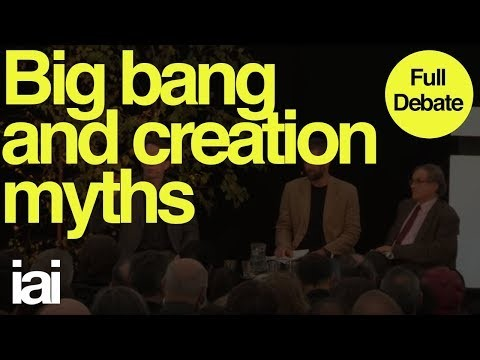 Big bang
and creation
myths
Full
Debate
iai